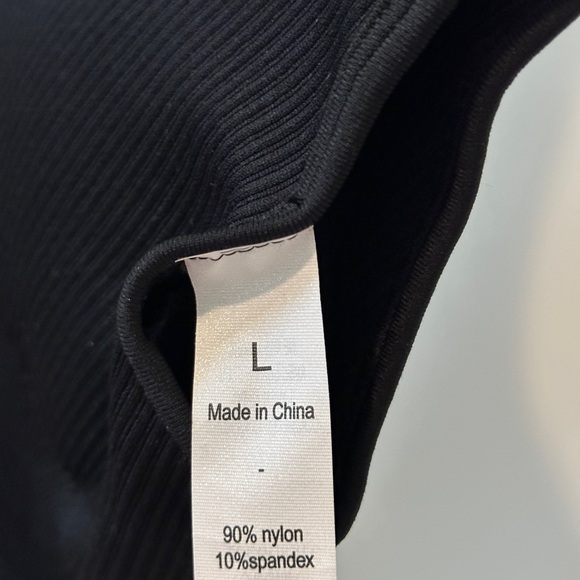 L
Made in China
-
90% nylon
10%spandex